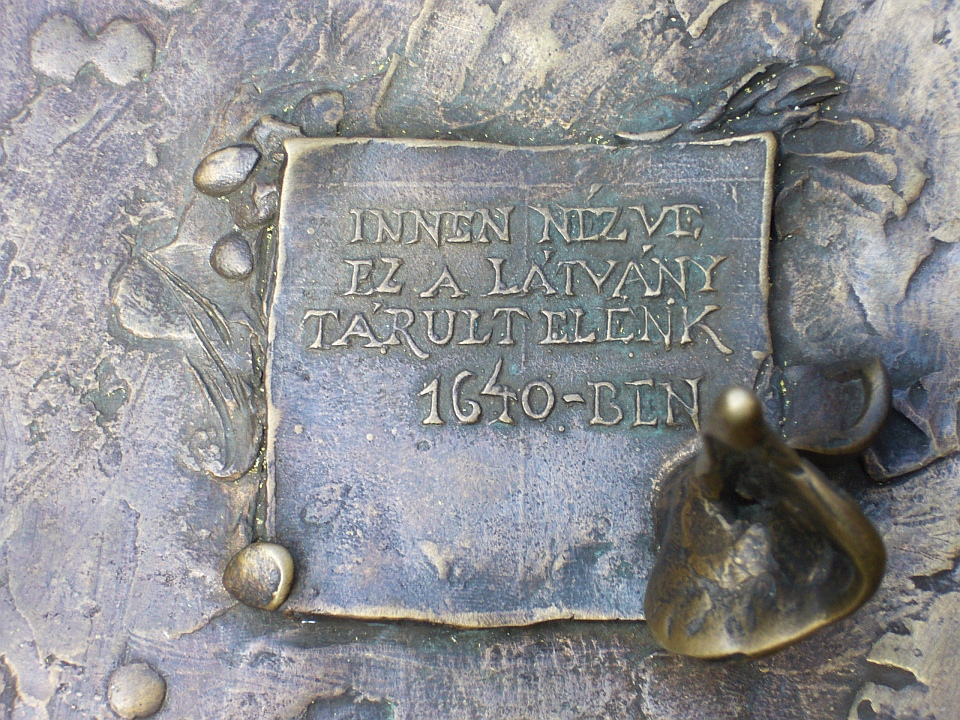 INNEN NÉZVE
EZ A LÁTVÁNY
TÁRULT ELÉNK
1640-BEN